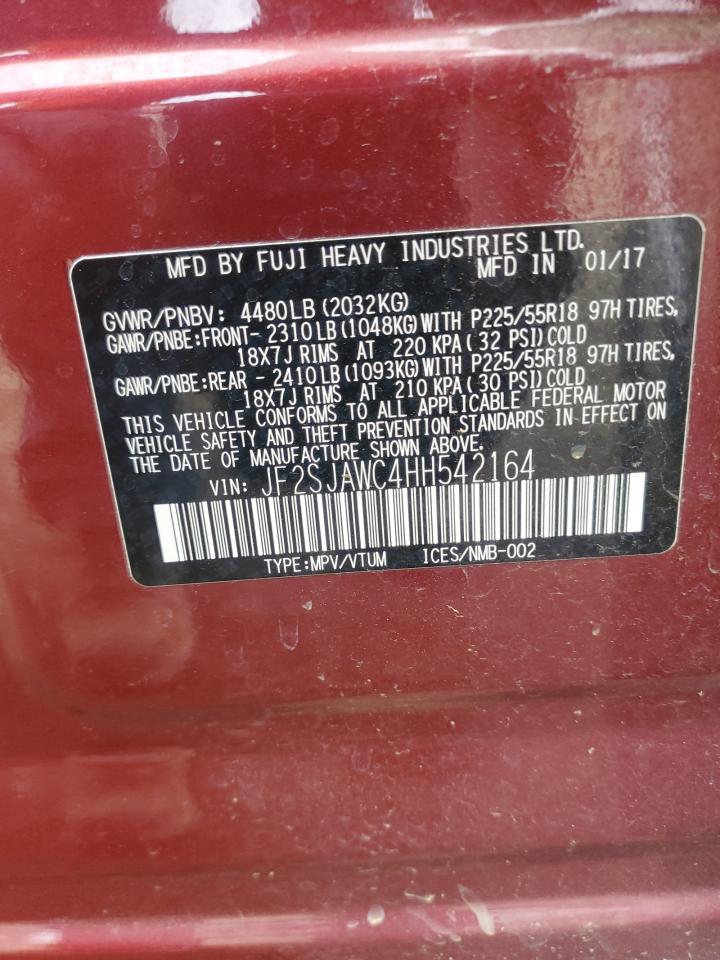 MFD BY FUJI HEAVY INDUSTRIES LTD.
MFD IN 01/17
GVWR/PNBV: 4480LB (2032KG)
GAWR/PNBE:FRONT- 2310LB (1048KG) WITH P225/55R18 97H TIRES,
18X7J RIMS AT 220 KPA( 32 PSI) COLD
GAWR/PNBE:REAR - 2410LB (1093KG) WITH P225/55R18 97H TIRES,
18X7J RIMS AT 210 KPA( 30 PSI) COLD
THIS VEHICLE CONFORMS TO ALL APPLICABLE FEDERAL MOTOR
VEHICLE SAFETY AND THEFT PREVENTION STANDARDS IN EFFECT ON
THE DATE OF MANUFACTURE SHOWN ABOVE.
VIN: JF2SJAWC4HH542164
TYPE:MPV/VTUM ICES/NMB-002